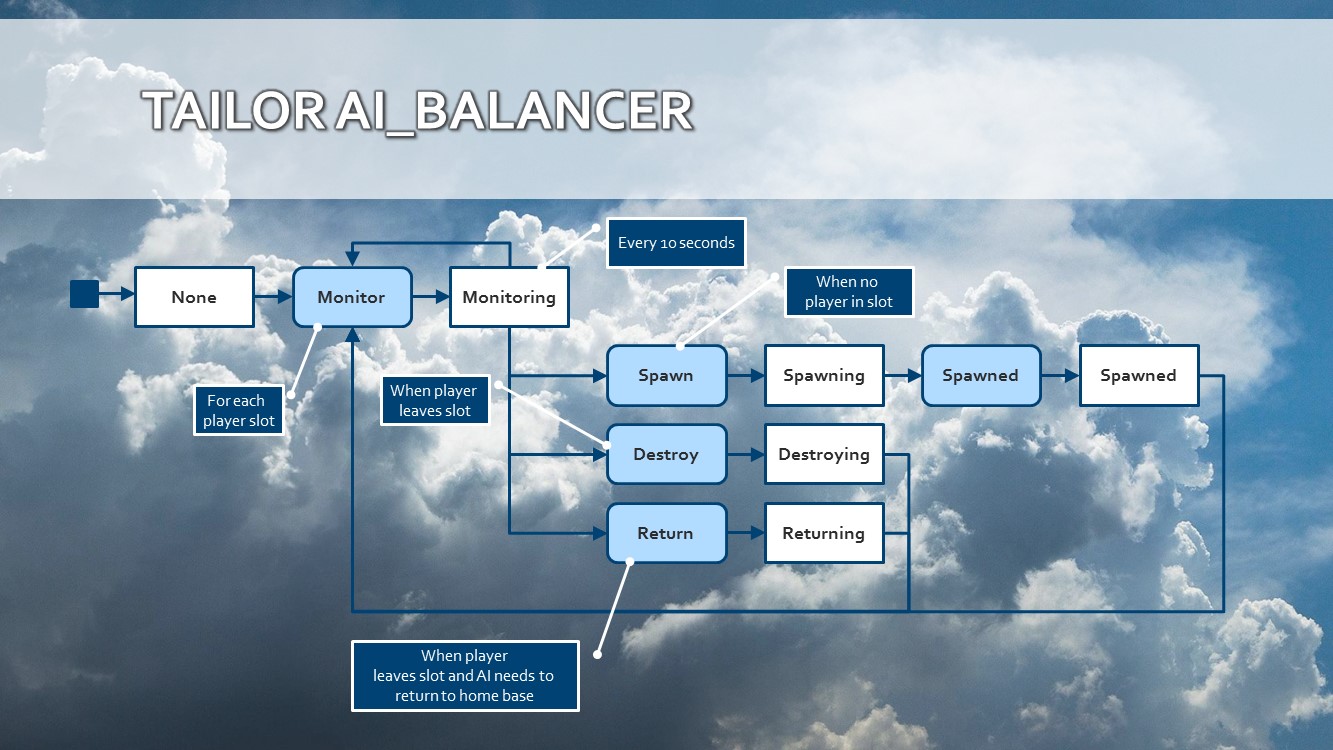 TAILOR AI_BALANCER
Every 10 seconds
When no
player in slot
None
Monitor
Monitoring
Spawn
Spawning
Spawned
Spawned
For each
player slot
When player
leaves slot
Destroy
Destroying
Return
Returning
When player
leaves slot and AI needs to
return to home base